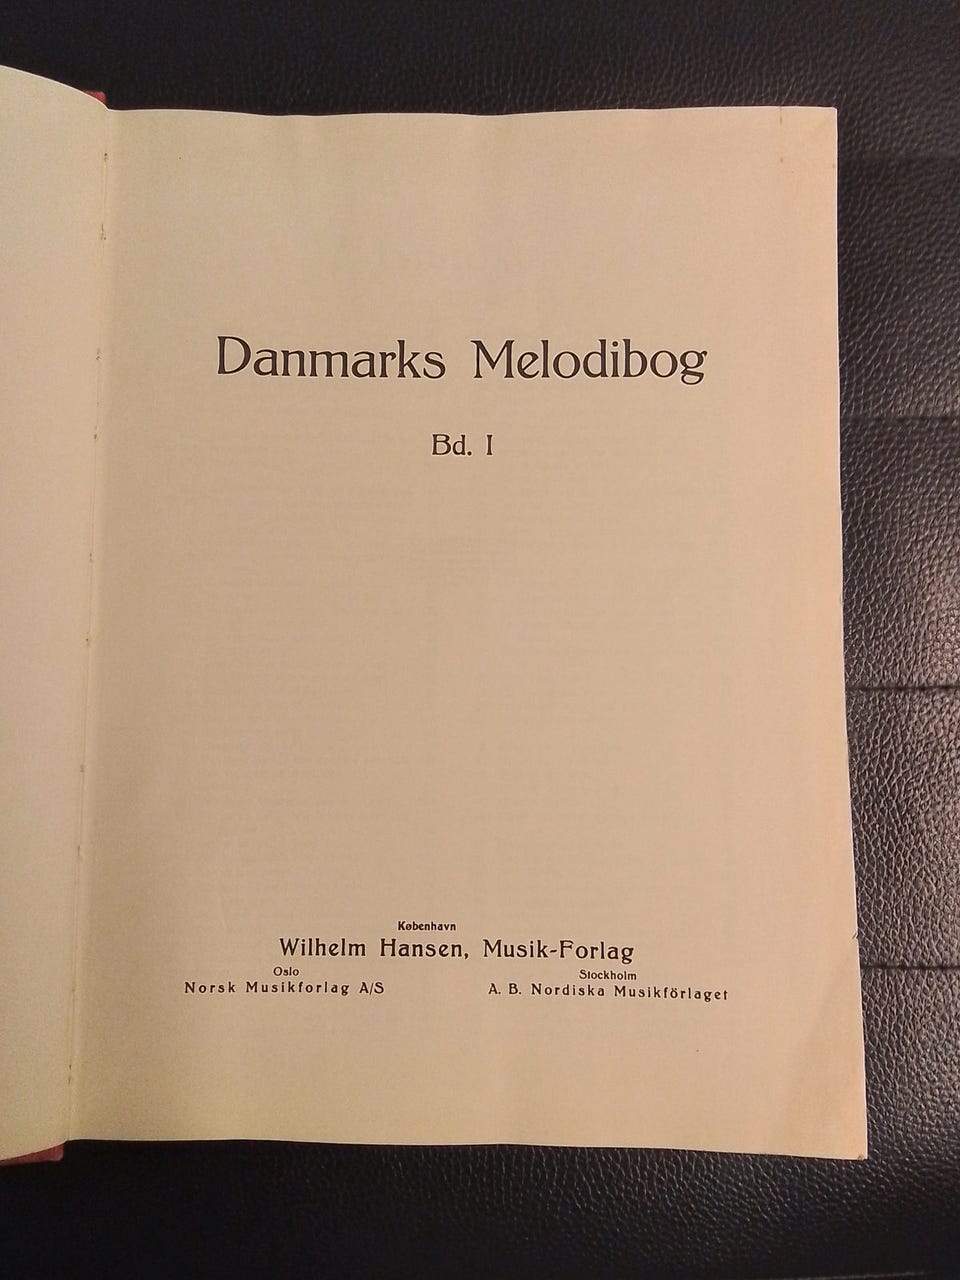 Danmarks Melodibog
Bd. I
København
Wilhelm Hansen, Musik-Forlag
Oslo
Norsk Musikforlag A/S
Stockholm
A. B. Nordiska Musikförlaget